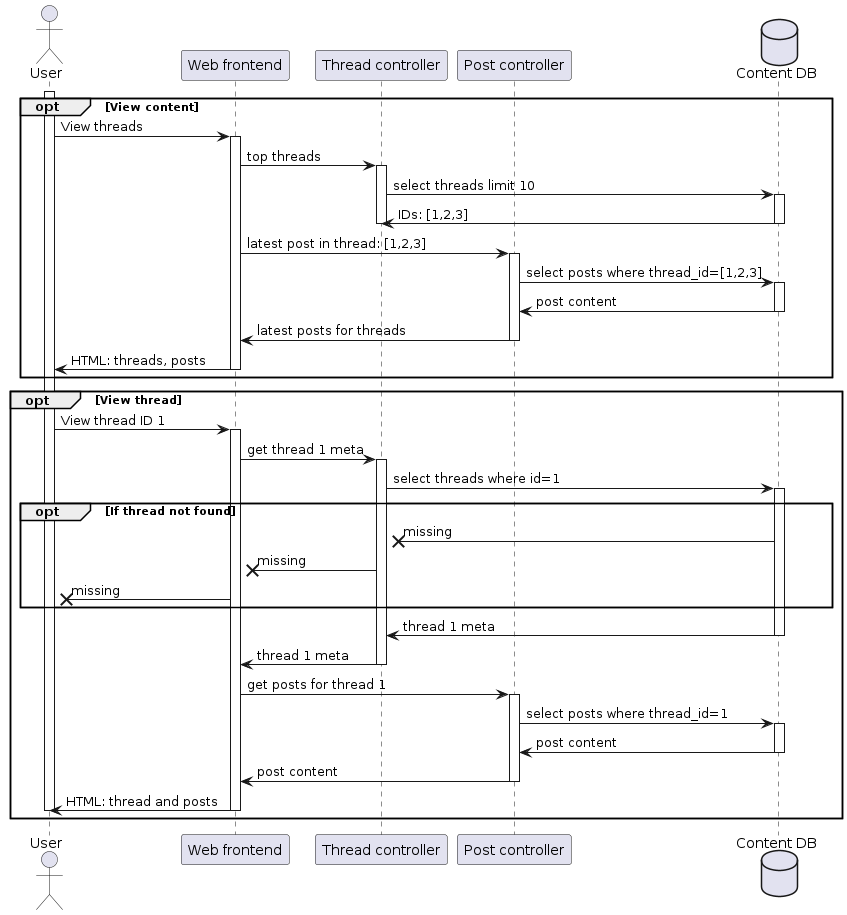 User
Web frontend
Thread controller
Post controller
Content DB
opt
[View content]
View threads
top threads
select threads limit 10
IDs: [1,2,3]
latest post in thread: [1,2,3]
select posts where thread_id=[1,2,3]
post content
latest posts for threads
HTML: threads, posts
opt
[View thread]
View thread ID 1
get thread 1 meta
select threads where id=1
opt
[If thread not found]
missing
missing
missing
thread 1 meta
thread 1 meta
get posts for thread 1
select posts where thread_id=1
post content
post content
HTML: thread and posts
User
Web frontend
Thread controller
Post controller
Content DB